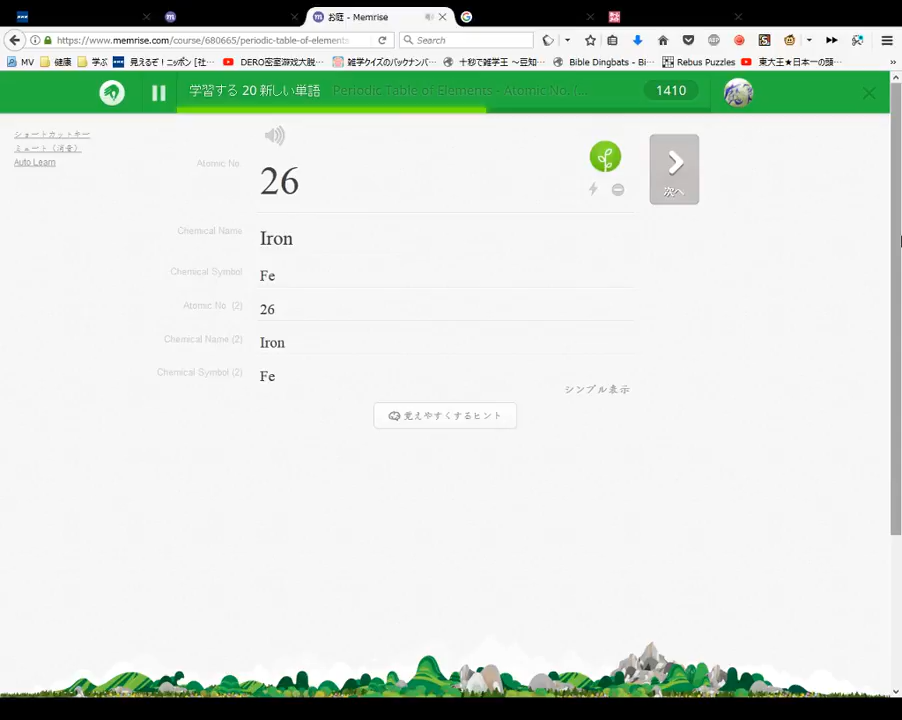 お庭 - Memrise
https://www.memrise.com/course/680665/periodic-table-of-elements
Search
MV 健康 学ぶ 見えるぞ！ニッポン [社… DERO密室游戏大脱… 雑学クイズのバックナンバ… 十秒で雑学王 ～豆知… Bible Dingbats - Bi… Rebus Puzzles 東大王★日本一の頭…
学習する 20 新しい単語 Periodic Table of Elements - Atomic No. [...
1410
ショートカットキー
ミュート（消音）
Auto Learn
Atomic No.
26
次へ
Chemical Name
Iron
Chemical Symbol
Fe
Atomic No. (2)
26
Chemical Name (2)
Iron
Chemical Symbol (2)
Fe
シンプル表示
覚えやすくするヒント